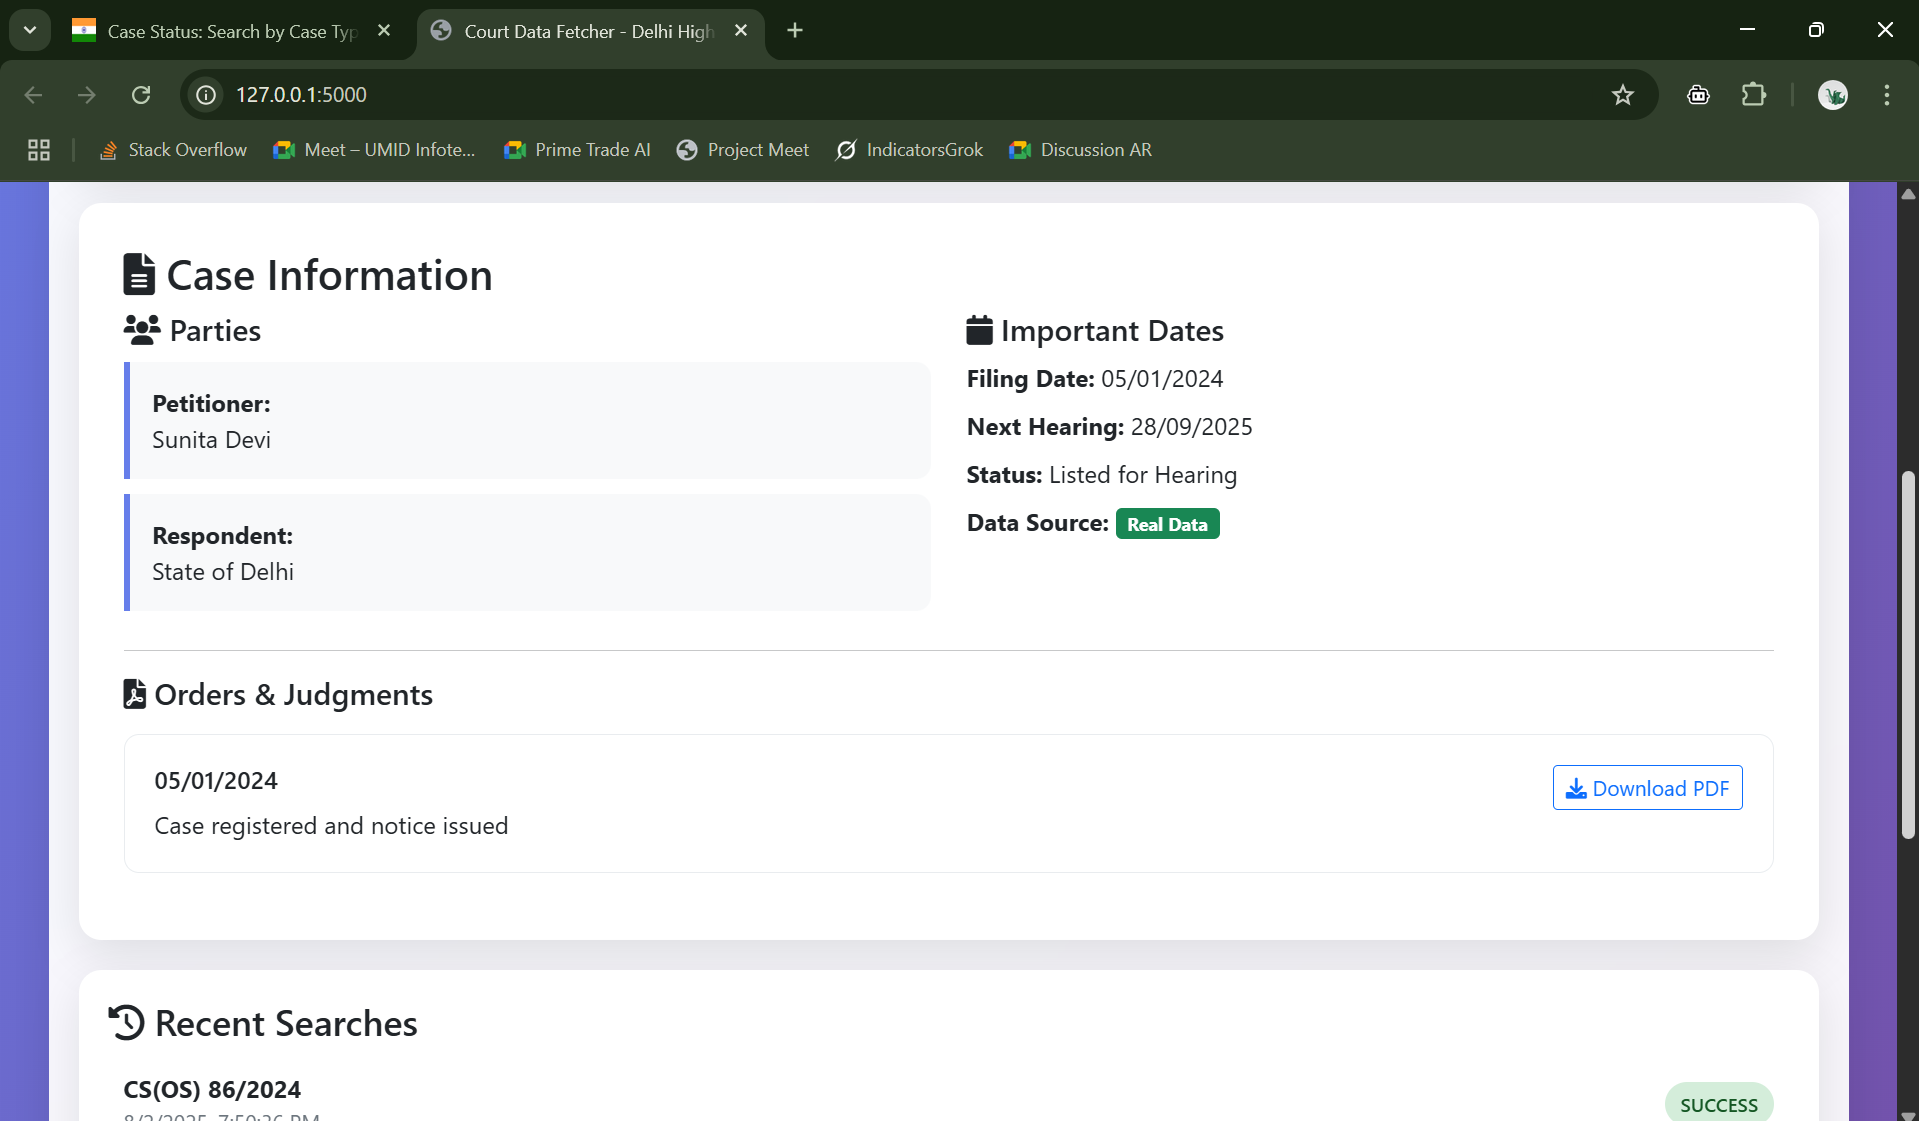 Case Status: Search by Case Typ
Court Data Fetcher - Delhi High
127.0.0.1:5000
Stack Overflow
Meet – UMID Infote...
Prime Trade AI
Project Meet
IndicatorsGrok
Discussion AR
Case Information
Parties
Petitioner:
Sunita Devi
Respondent:
State of Delhi
Important Dates
Filing Date: 05/01/2024
Next Hearing: 28/09/2025
Status: Listed for Hearing
Data Source: Real Data
Orders & Judgments
05/01/2024
Case registered and notice issued
Download PDF
Recent Searches
CS(OS) 86/2024
SUCCESS